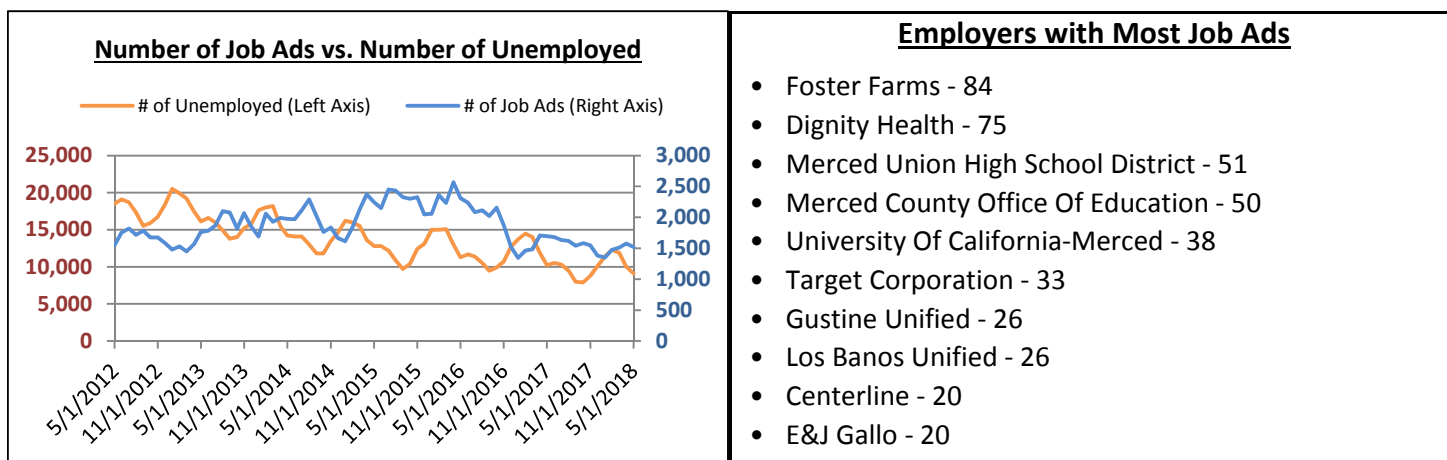 Number of Job Ads vs. Number of Unemployed
# of Unemployed (Left Axis) # of Job Ads (Right Axis)
25,000
20,000
15,000
10,000
5,000
0
3,000
2,500
2,000
1,500
1,000
500
0
5/1/2012
11/1/2012
5/1/2013
11/1/2013
5/1/2014
11/1/2014
5/1/2015
11/1/2015
5/1/2016
11/1/2016
5/1/2017
11/1/2017
5/1/2018
Employers with Most Job Ads
• Foster Farms - 84
• Dignity Health - 75
• Merced Union High School District - 51
• Merced County Office Of Education - 50
• University Of California-Merced - 38
• Target Corporation - 33
• Gustine Unified - 26
• Los Banos Unified - 26
• Centerline - 20
• E&J Gallo - 20